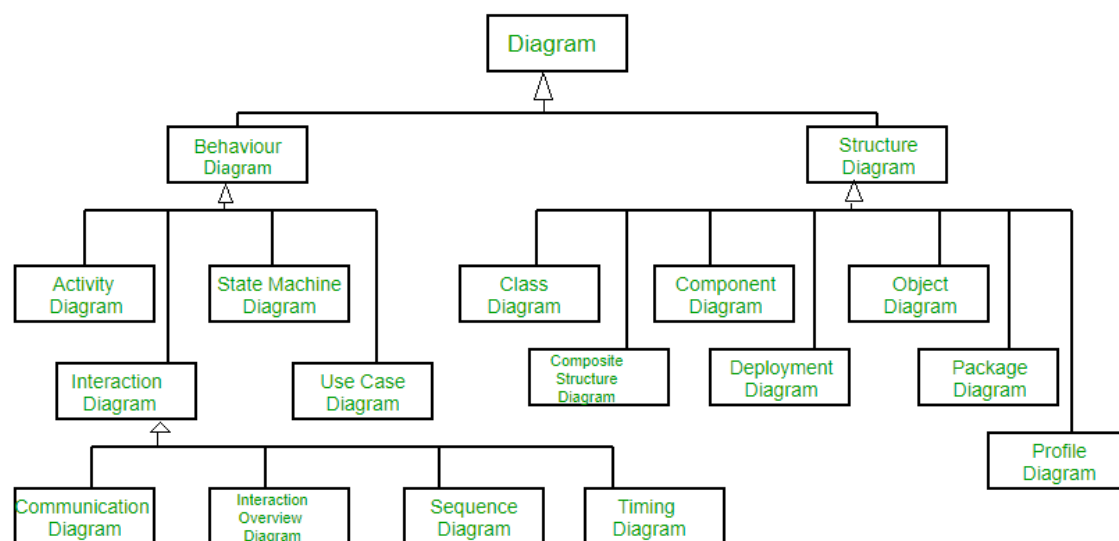 Diagram
Behaviour
Diagram
Structure
Diagram
Activity
Diagram
State Machine
Diagram
Class
Diagram
Component
Diagram
Object
Diagram
Interaction
Diagram
Use Case
Diagram
Composite
Structure
Diagram
Deployment
Diagram
Package
Diagram
Profile
Diagram
Communication
Diagram
Interaction
Overview
Diagram
Sequence
Diagram
Timing
Diagram